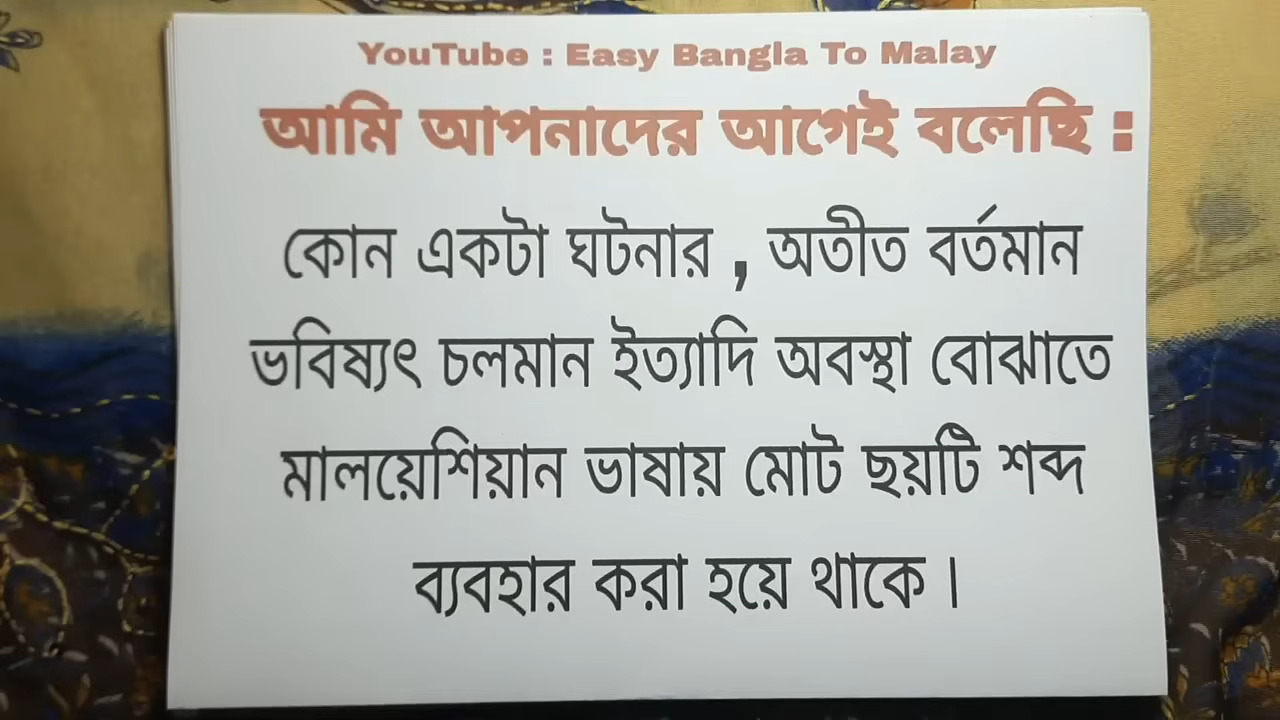 YouTube : Easy Bangla To Malay
আমি আপনাদের আগেই বলেছি :
কোন একটা ঘটনার , অতীত বর্তমান
ভবিষ্যৎ চলমান ইত্যাদি অবস্থা বোঝাতে
মালয়েশিয়ান ভাষায় মোট ছয়টি শব্দ
ব্যবহার করা হয়ে থাকে ।